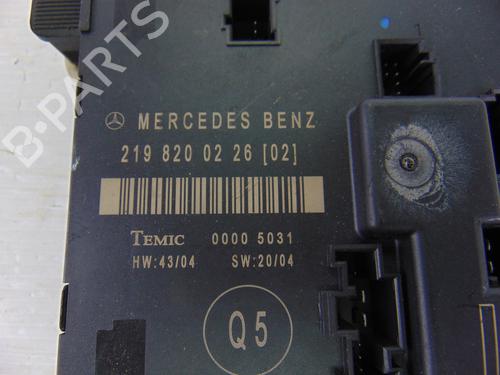 MERCEDES BENZ
219 820 02 26 [02]
TEMIC 0000 5031
HW:43/04 SW:20/04
Q5
B-PARTS